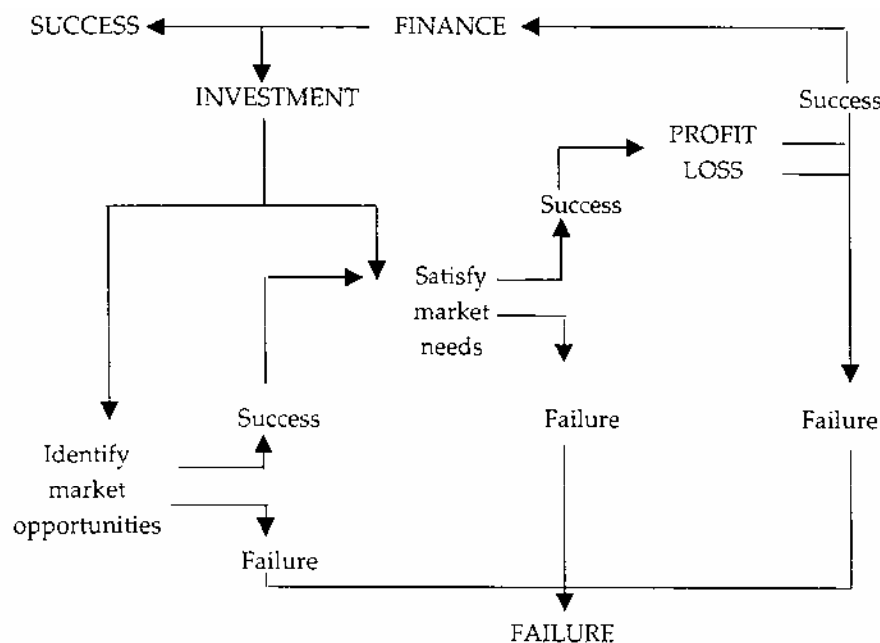 SUCCESS
FINANCE
INVESTMENT
Success
PROFIT
LOSS
Success
Satisfy
market
needs
Success
Failure
Failure
Identify
market
opportunities
Failure
FAILURE